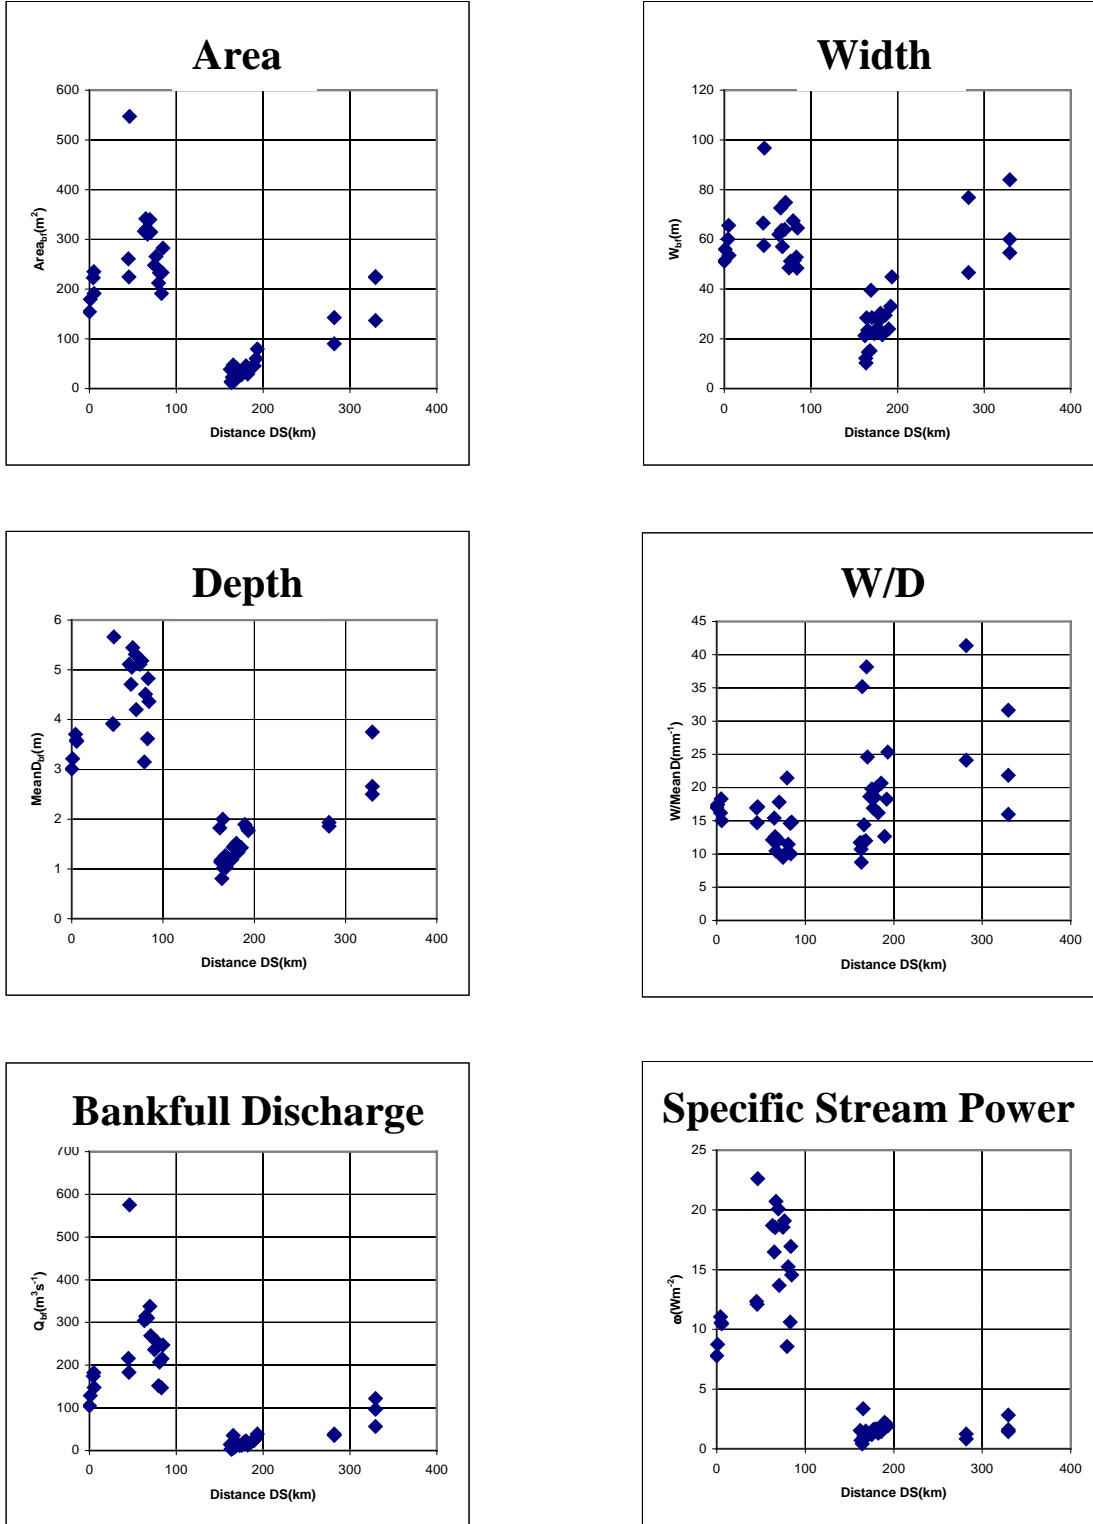 Area
600
500
400
300
200
100
0
Area_bf(m²)
0 100 200 300 400
Distance DS(km)
Width
120
100
80
60
40
20
0
W_bf(m)
0 100 200 300 400
Distance DS(km)
Depth
6
5
4
3
2
1
0
MeanD_bf(m)
0 100 200 300 400
Distance DS(km)
W/D
45
40
35
30
25
20
15
10
5
0
W/MeanD(mm⁻¹)
0 100 200 300 400
Distance DS(km)
Bankfull Discharge
700
600
500
400
300
200
100
0
Q_bf(m³s⁻¹)
0 100 200 300 400
Distance DS(km)
Specific Stream Power
25
20
15
10
5
0
ω(Wm⁻²)
0 100 200 300 400
Distance DS(km)